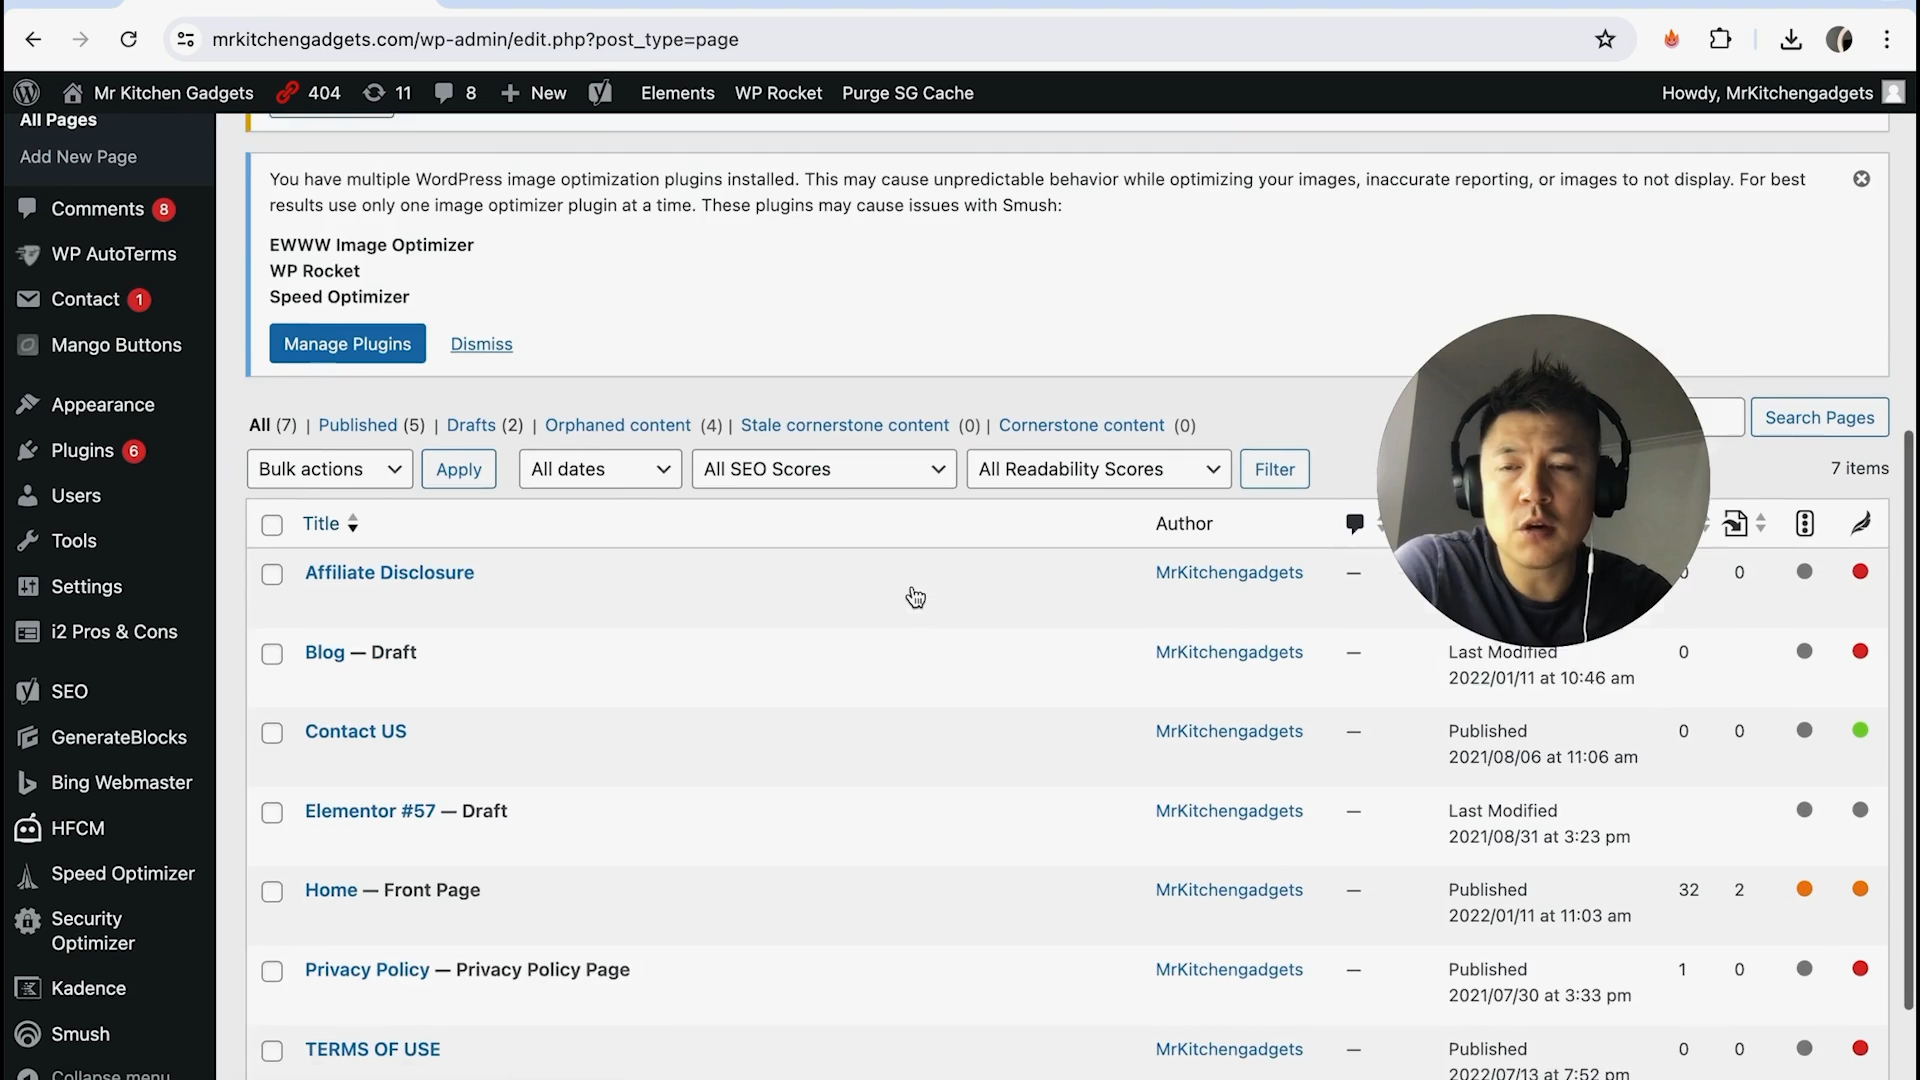 mrkitchengadgets.com/wp-admin/edit.php?post_type=page
Mr Kitchen Gadgets 404 11 8 New Elements WP Rocket Purge SG Cache Howdy, MrKitchengadgets
All Pages
Add New Page
Comments 8
WP AutoTerms
Contact 1
Mango Buttons
Appearance
Plugins 6
Users
Tools
Settings
i2 Pros & Cons
SEO
GenerateBlocks
Bing Webmaster
HFCM
Speed Optimizer
Security
Optimizer
Kadence
Smush
Collapse menu
You have multiple WordPress image optimization plugins installed. This may cause unpredictable behavior while optimizing your images, inaccurate reporting, or images to not display. For best
results use only one image optimizer plugin at a time. These plugins may cause issues with Smush:
EWWW Image Optimizer
WP Rocket
Speed Optimizer
Manage Plugins Dismiss
All (7) | Published (5) | Drafts (2) | Orphaned content (4) | Stale cornerstone content (0) | Cornerstone content (0)
Search Pages
Bulk actions Apply All dates All SEO Scores All Readability Scores Filter 7 items
Title Author
Affiliate Disclosure MrKitchengadgets — 0 0
Blog — Draft MrKitchengadgets — Last Modified 0
2022/01/11 at 10:46 am
Contact US MrKitchengadgets — Published 0 0
2021/08/06 at 11:06 am
Elementor #57 — Draft MrKitchengadgets — Last Modified
2021/08/31 at 3:23 pm
Home — Front Page MrKitchengadgets — Published 32 2
2022/01/11 at 11:03 am
Privacy Policy — Privacy Policy Page MrKitchengadgets — Published 1 0
2021/07/30 at 3:33 pm
TERMS OF USE MrKitchengadgets — Published 0 0
2022/07/13 at 7:52 pm